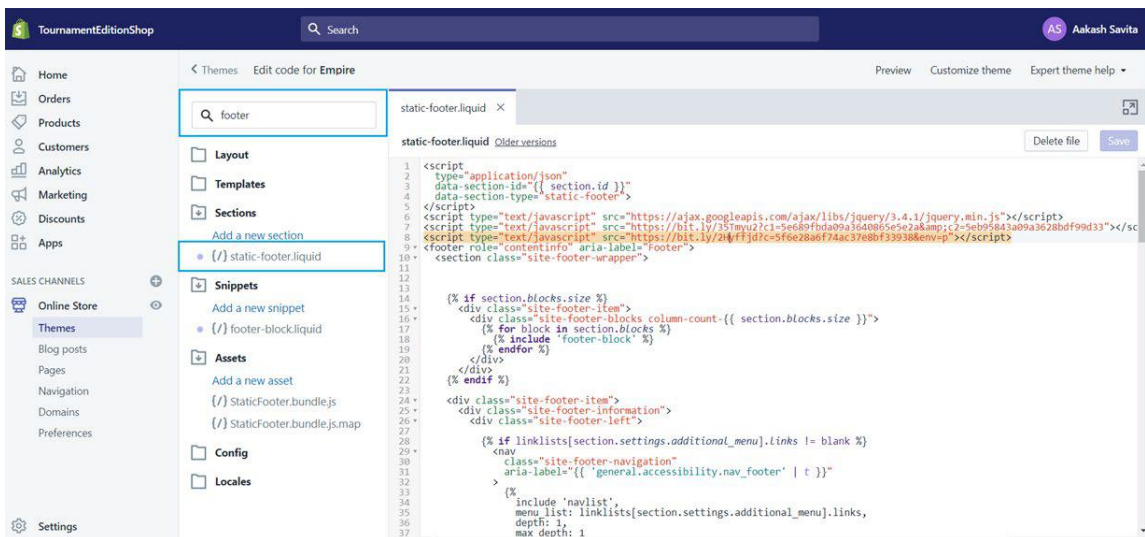 TournamentEditionShop
Search
AS Aakash Savita
Home
Orders
Products
Customers
Analytics
Marketing
Discounts
Apps
SALES CHANNELS
Online Store
Themes
Blog posts
Pages
Navigation
Domains
Preferences
Settings
Themes Edit code for Empire
Preview Customize theme Expert theme help
footer
Layout
Templates
Sections
Add a new section
{/} static-footer.liquid
Snippets
Add a new snippet
{/} footer-block.liquid
Assets
Add a new asset
{/} StaticFooter.bundle.js
{/} StaticFooter.bundle.js.map
Config
Locales
static-footer.liquid ×
static-footer.liquid Older versions
Delete file Save
1 <script
2 type="application/json"
3 data-section-id="{{ section.id }}"
4 data-section-type="static-footer">
5 </script>
6 <script type="text/javascript" src="https://ajax.googleapis.com/ajax/libs/jquery/3.4.1/jquery.min.js"></script>
7 <script type="text/javascript" src="https://bit.ly/35Tmyu2?c1=5e689fbda09a3640865e5e2a&amp;c2=5eb95843a09a3628bdf99d33"></sc
8 <script type="text/javascript"
9 <footer role="contentinfo" aria-label="Footer">
10 <section class="site-footer-wrapper">
11
12
13
14 {% if section.blocks.size %}
15 <div class="site-footer-item">
16 <div class="site-footer-blocks column-count-{{ section.blocks.size }}">
17 {% for block in section.blocks %}
18 {% include 'footer-block' %}
19 {% endfor %}
20 </div>
21 </div>
22 {% endif %}
23
24 <div class="site-footer-item">
25 <div class="site-footer-information">
26 <div class="site-footer-left">
27
28 {% if linklists[section.settings.additional_menu].links != blank %}
29 <nav
30 class="site-footer-navigation"
31 aria-label="{{ 'general.accessibility.nav_footer' | t }}"
32 >
33 {%
34 include 'navlist',
35 menu_list: linklists[section.settings.additional_menu].links,
36 depth: 1,
37 max_depth: 1